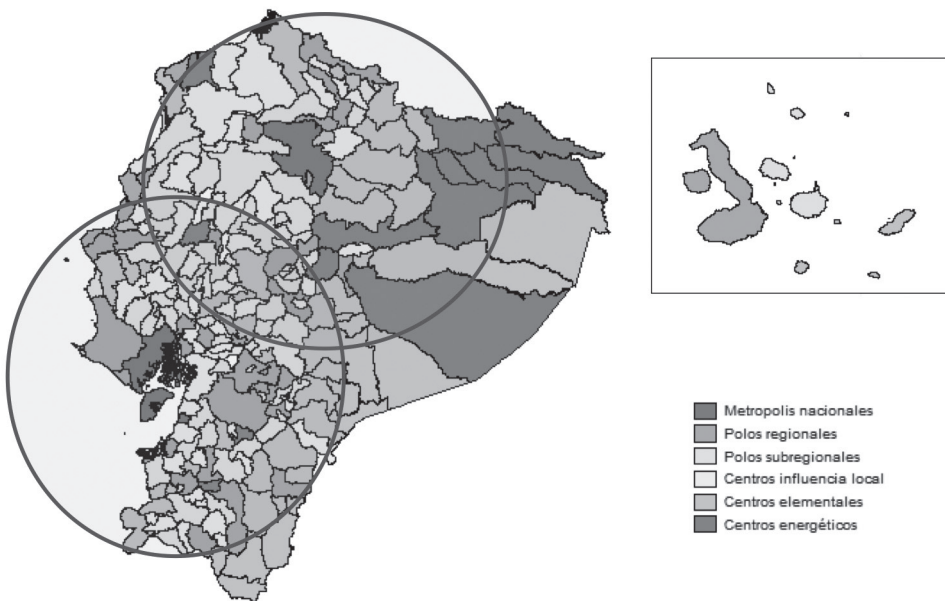 Metropolis nacionales
Polos regionales
Polos subregionales
Centros influencia local
Centros elementales
Centros energéticos